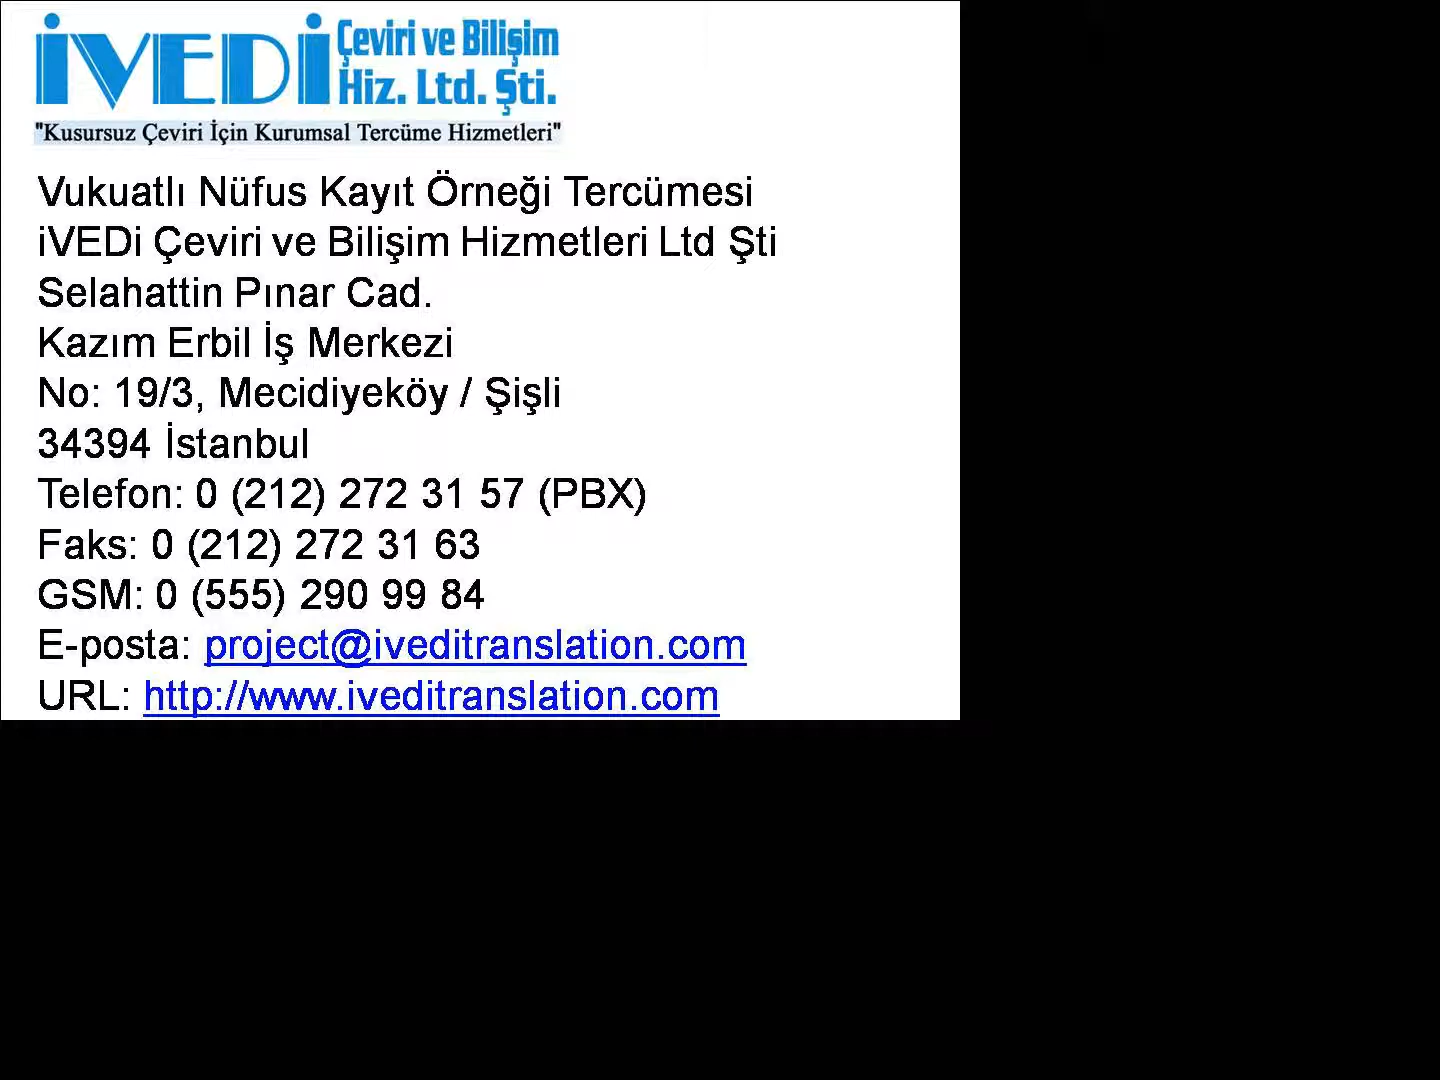 İVEDİ Çeviri ve Bilişim
Hiz. Ltd. Şti.
"Kusursuz Çeviri İçin Kurumsal Tercüme Hizmetleri"
Vukuatlı Nüfus Kayıt Örneği Tercümesi
iVEDi Çeviri ve Bilişim Hizmetleri Ltd Şti
Selahattin Pınar Cad.
Kazım Erbil İş Merkezi
No: 19/3, Mecidiyeköy / Şişli
34394 İstanbul
Telefon: 0 (212) 272 31 57 (PBX)
Faks: 0 (212) 272 31 63
GSM: 0 (555) 290 99 84
E-posta: project@iveditranslation.com
URL: http://www.iveditranslation.com